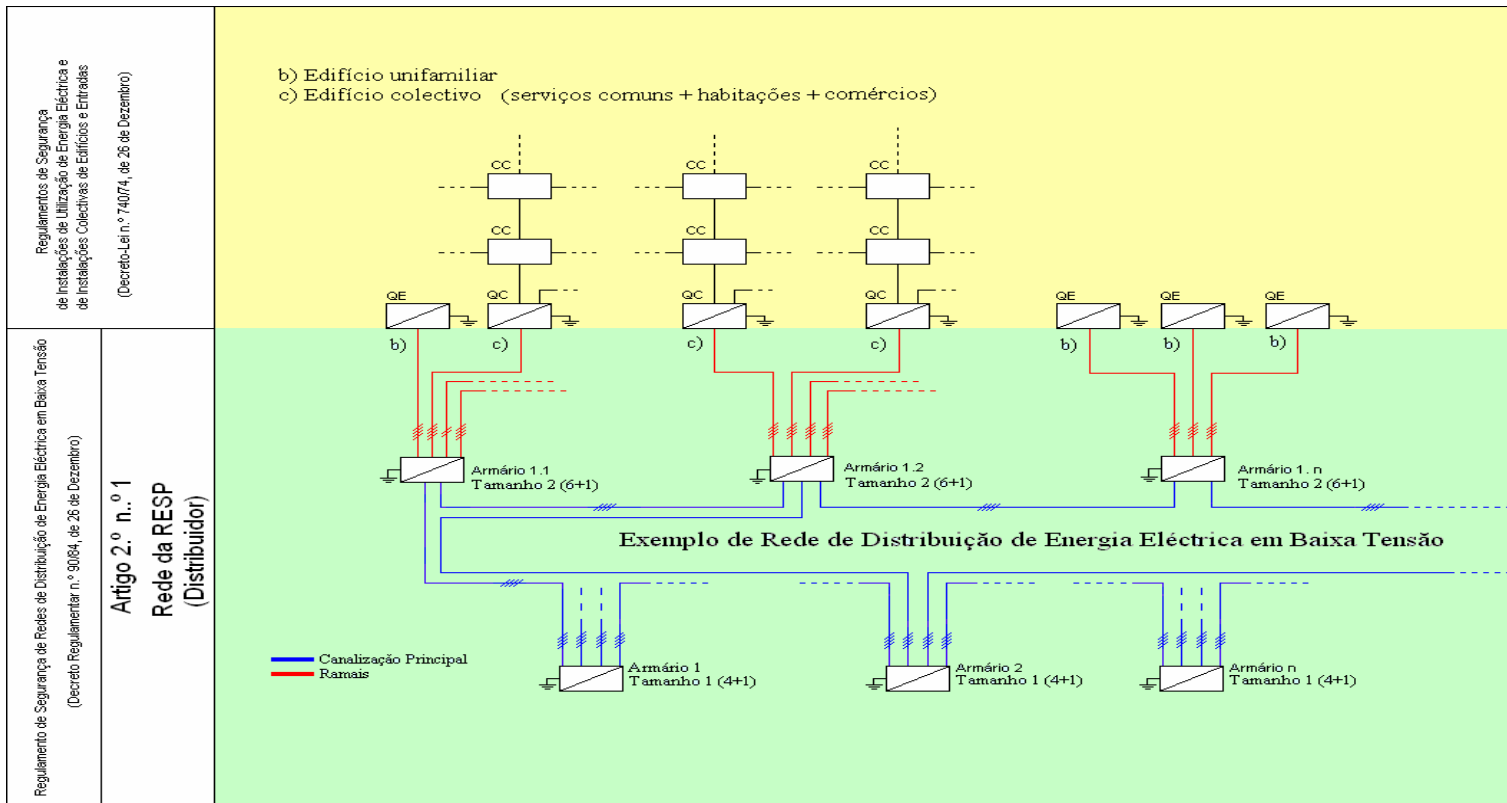 Regulamentos de Segurança
de Instalações de Utilização de Energia Eléctrica e
de Instalações Colectivas de Edifícios e Entradas
(Decreto-Lei n.º 740/74, de 26 de Dezembro)
Regulamento de Segurança de Redes de Distribuição de Energia Eléctrica em Baixa Tensão
(Decreto Regulamentar n.º 90/84, de 26 de Dezembro)
Artigo 2.º n.º 1
Rede da RESP
(Distribuidor)
b) Edifício unifamiliar
c) Edifício colectivo (serviços comuns + habitações + comércios)
CC CC CC
CC CC CC
QE QC QC QC QE QE QE
b) c) c) c) b) b) b)
Armário 1.1
Tamanho 2 (6+1)
Armário 1.2
Tamanho 2 (6+1)
Armário 1. n
Tamanho 2 (6+1)
Exemplo de Rede de Distribuição de Energia Eléctrica em Baixa Tensão
Canalização Principal
Ramais
Armário 1
Tamanho 1 (4+1)
Armário 2
Tamanho 1 (4+1)
Armário n
Tamanho 1 (4+1)